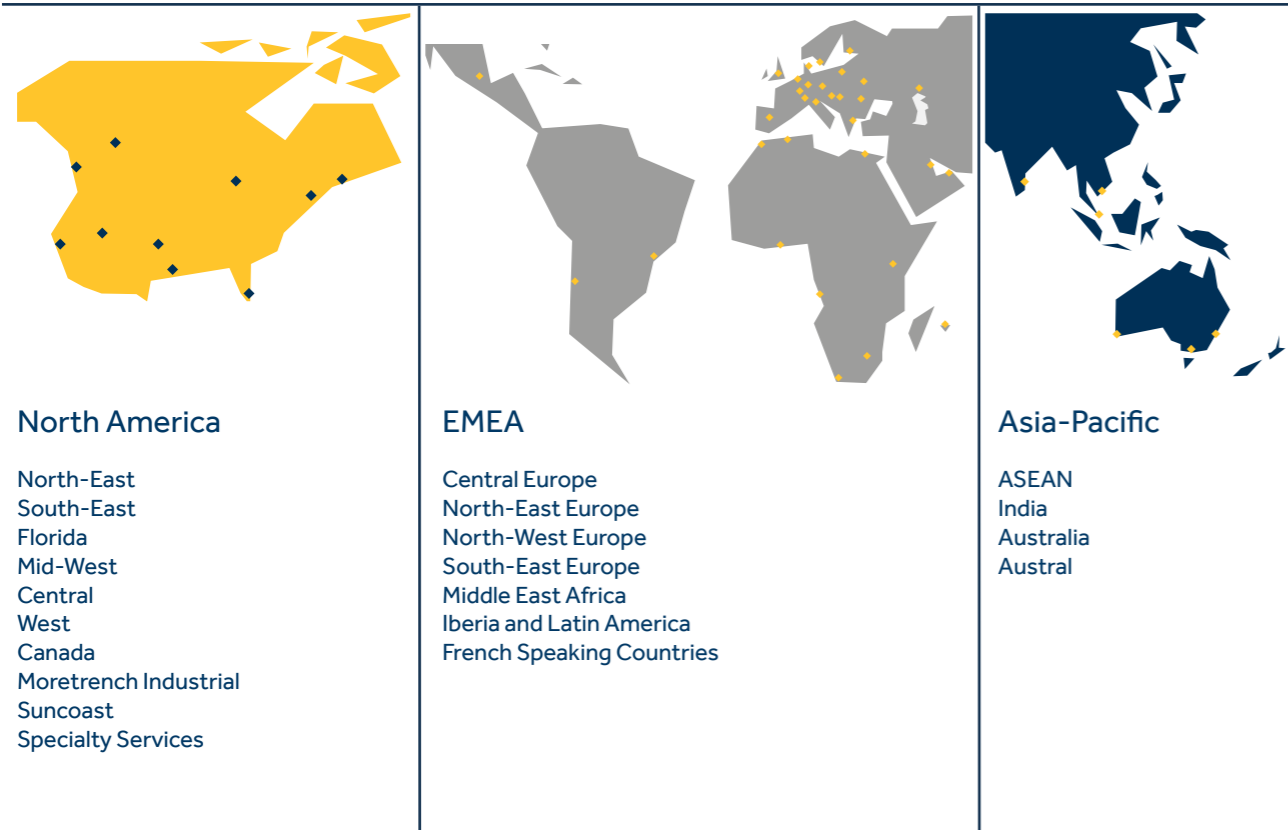 North America
North-East
South-East
Florida
Mid-West
Central
West
Canada
Moretrench Industrial
Suncoast
Specialty Services
EMEA
Central Europe
North-East Europe
North-West Europe
South-East Europe
Middle East Africa
Iberia and Latin America
French Speaking Countries
Asia-Pacific
ASEAN
India
Australia
Austral